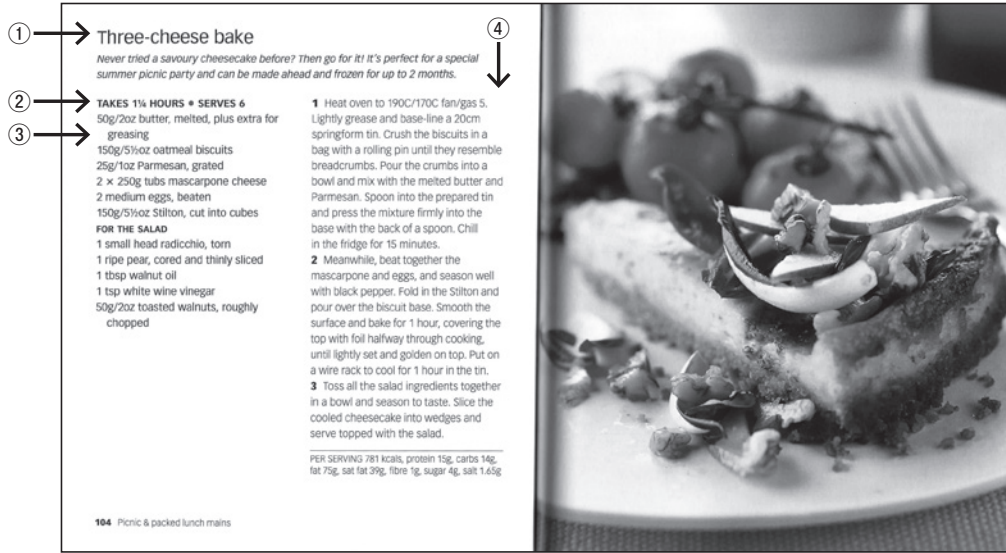 ①
Three-cheese bake
④
Never tried a savoury cheesecake before? Then go for it! It's perfect for a special
summer picnic party and can be made ahead and frozen for up to 2 months.
②
TAKES 1¼ HOURS • SERVES 6
③
50g/2oz butter, melted, plus extra for
greasing
150g/5½oz oatmeal biscuits
25g/1oz Parmesan, grated
2 × 250g tubs mascarpone cheese
2 medium eggs, beaten
150g/5½oz Stilton, cut into cubes
FOR THE SALAD
1 small head radicchio, torn
1 ripe pear, cored and thinly sliced
1 tbsp walnut oil
1 tsp white wine vinegar
50g/2oz toasted walnuts, roughly
chopped
1 Heat oven to 190C/170C fan/gas 5.
Lightly grease and base-line a 20cm
springform tin. Crush the biscuits in a
bag with a rolling pin until they resemble
breadcrumbs. Pour the crumbs into a
bowl and mix with the melted butter and
Parmesan. Spoon into the prepared tin
and press the mixture firmly into the
base with the back of a spoon. Chill
in the fridge for 15 minutes.
2 Meanwhile, beat together the
mascarpone and eggs, and season well
with black pepper. Fold in the Stilton and
pour over the biscuit base. Smooth the
surface and bake for 1 hour, covering the
top with foil halfway through cooking,
until lightly set and golden on top. Put on
a wire rack to cool for 1 hour in the tin.
3 Toss all the salad ingredients together
in a bowl and season to taste. Slice the
cooled cheesecake into wedges and
serve topped with the salad.
PER SERVING 781 kcals, protein 15g, carbs 14g,
fat 75g, sat fat 39g, fibre 1g, sugar 4g, salt 1.65g
104 Picnic & packed lunch mains